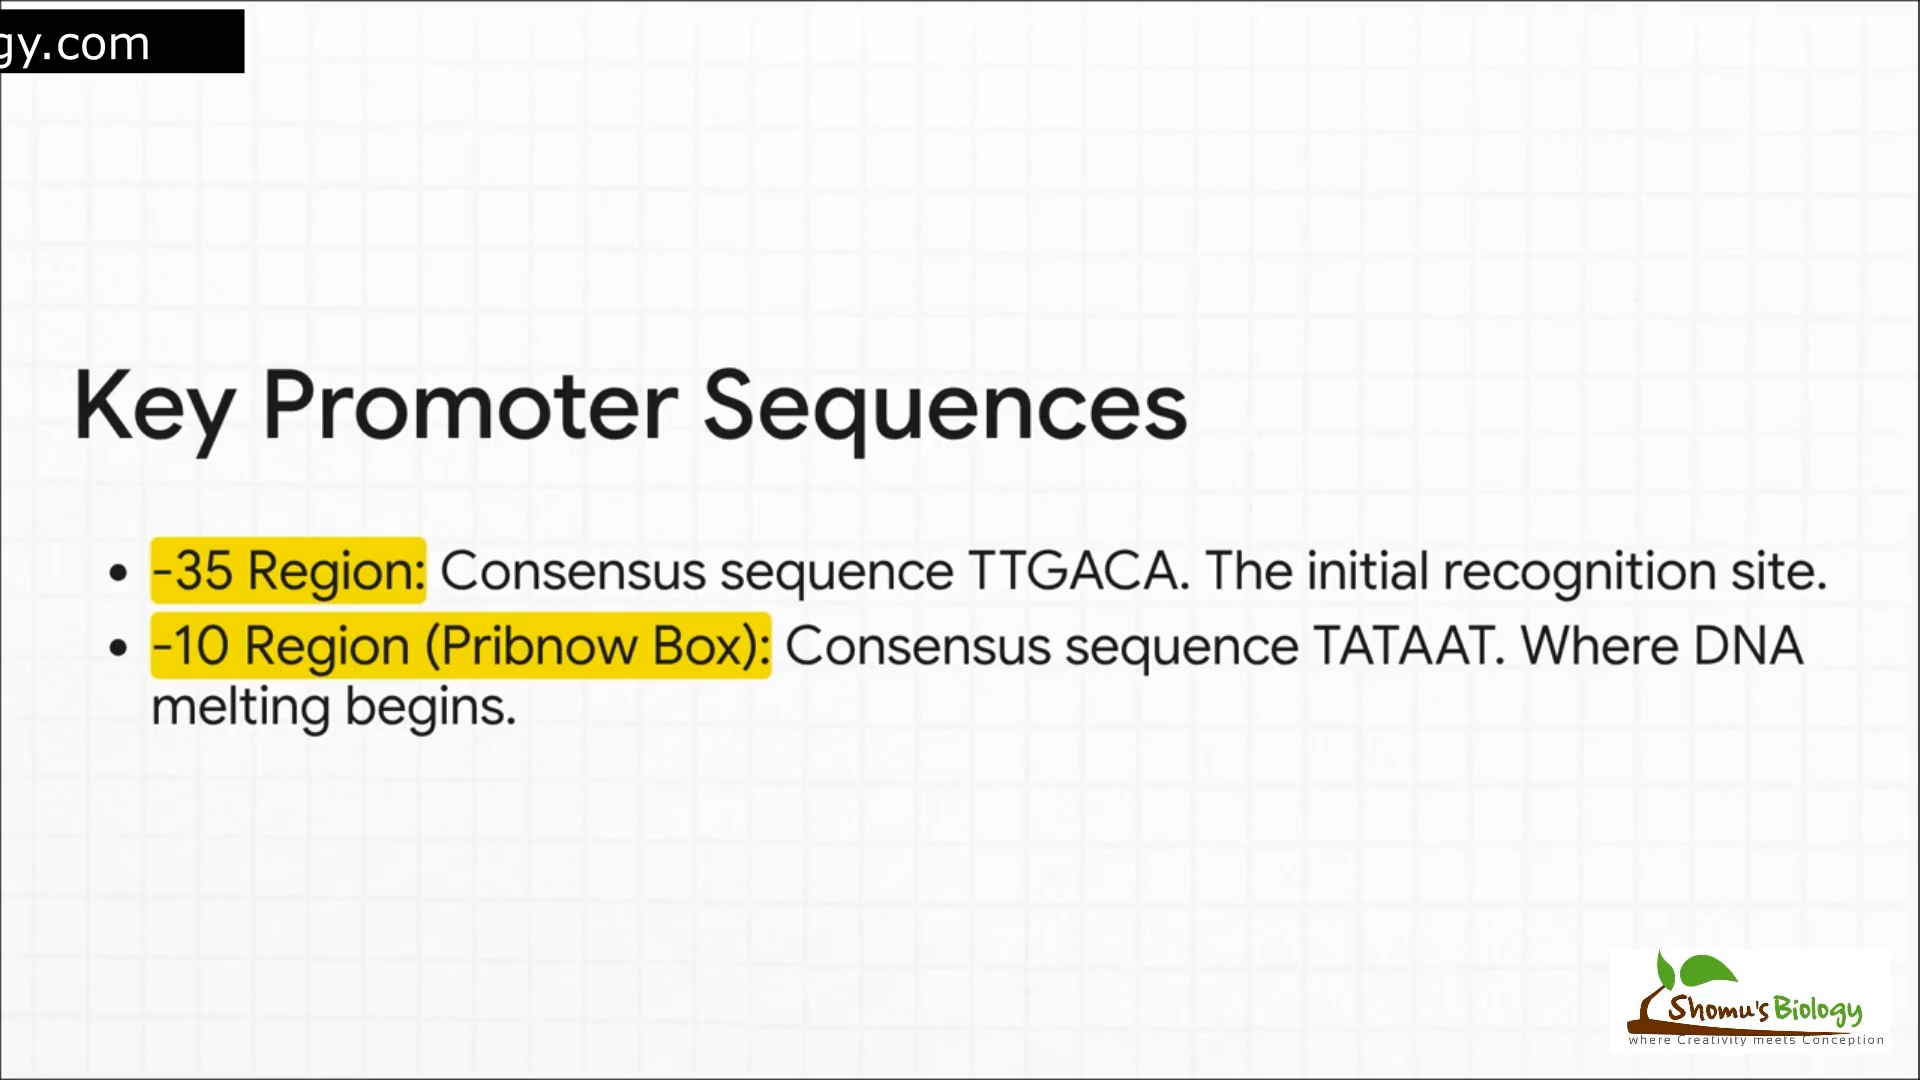 gy.com
Key Promoter Sequences
• -35 Region: Consensus sequence TTGACA. The initial recognition site.
• -10 Region (Pribnow Box): Consensus sequence TATAAT. Where DNA
melting begins.
Shomu's Biology
where Creativity meets Conception